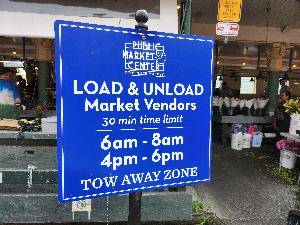 PUBLIC
MARKET
CENTER
LOAD & UNLOAD
Market Vendors
30 min time limit
6am - 8am
4pm - 6pm
TOW AWAY ZONE